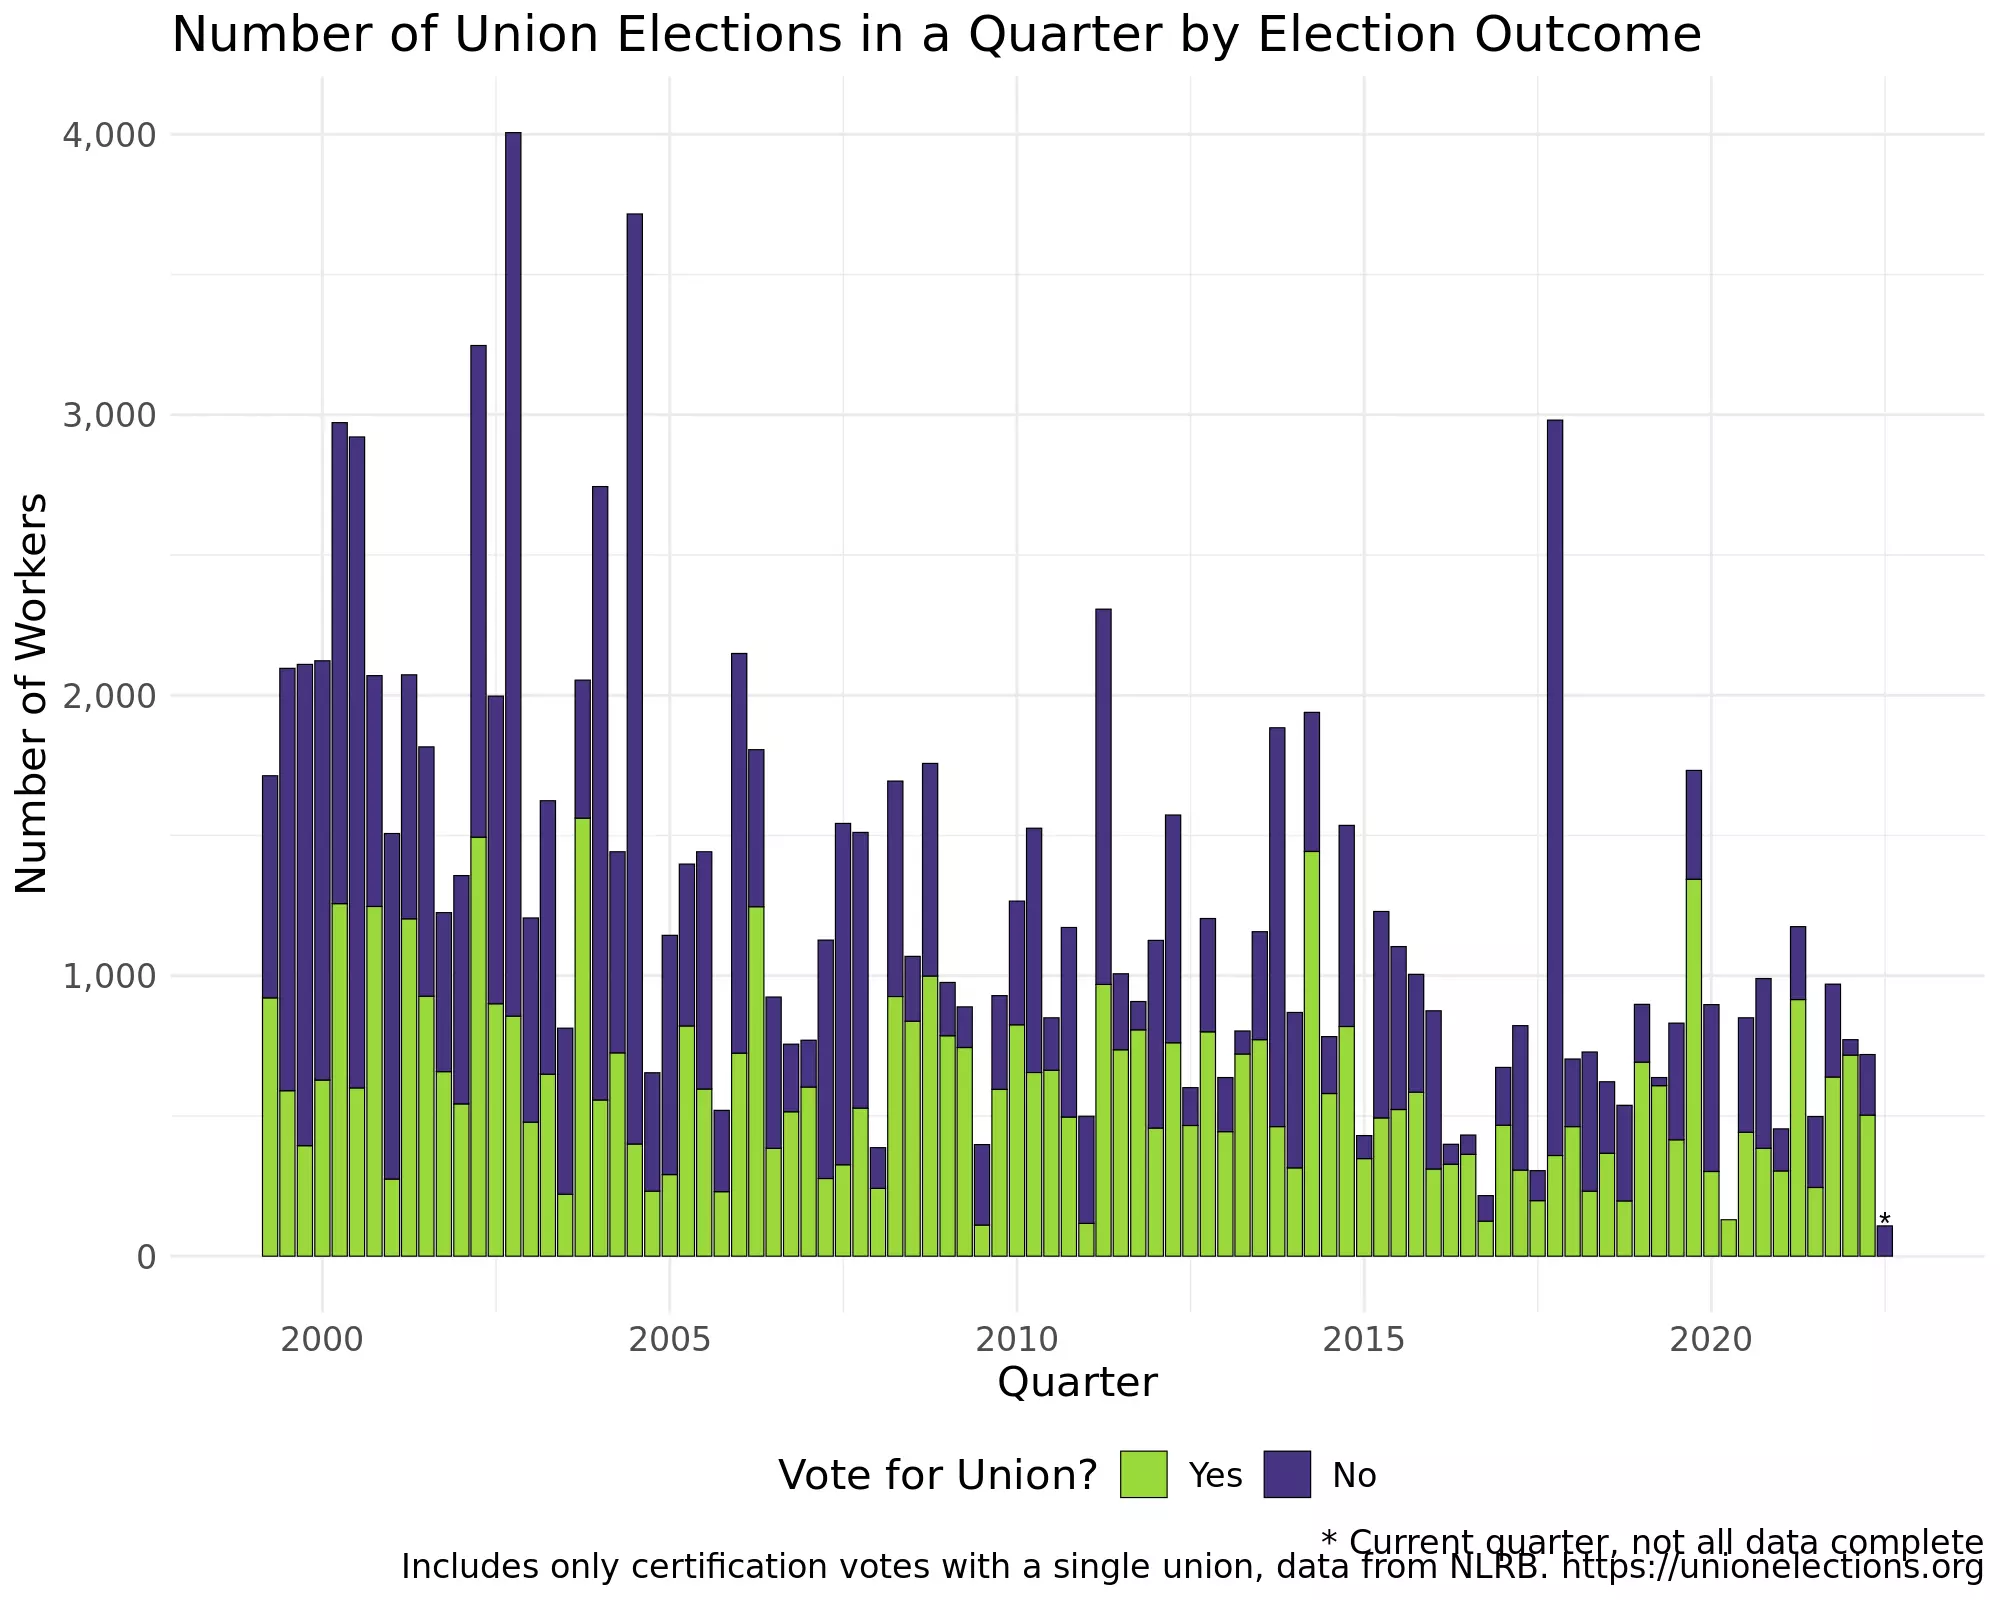 Number of Union Elections in a Quarter by Election Outcome
4,000
3,000
2,000
1,000
0
Number of Workers
*
2000 2005 2010 2015 2020
Quarter
Vote for Union? Yes No
* Current quarter, not all data complete
Includes only certification votes with a single union, data from NLRB. https://unionelections.org